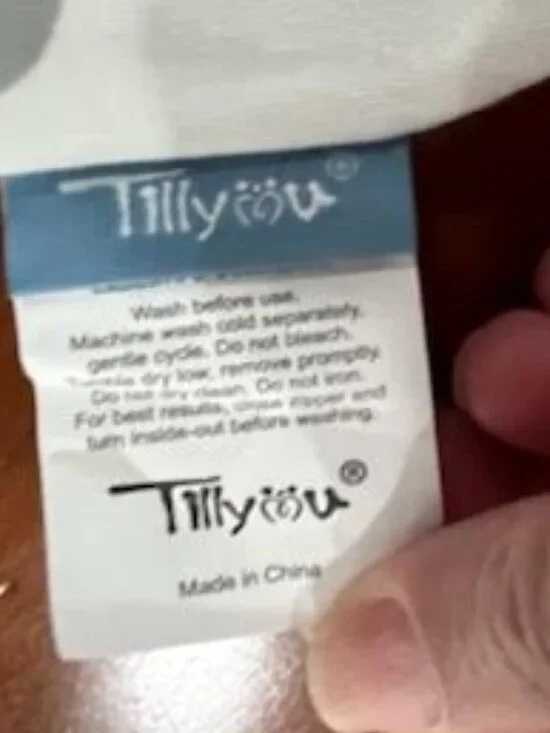 Tillyou®
Wash before use.
Machine wash cold separately,
gentle cycle. Do not bleach.
Tumble dry low, remove promptly.
Do not dry clean. Do not iron.
For best results, close zipper and
turn inside-out before washing.
Tillyou®
Made in China